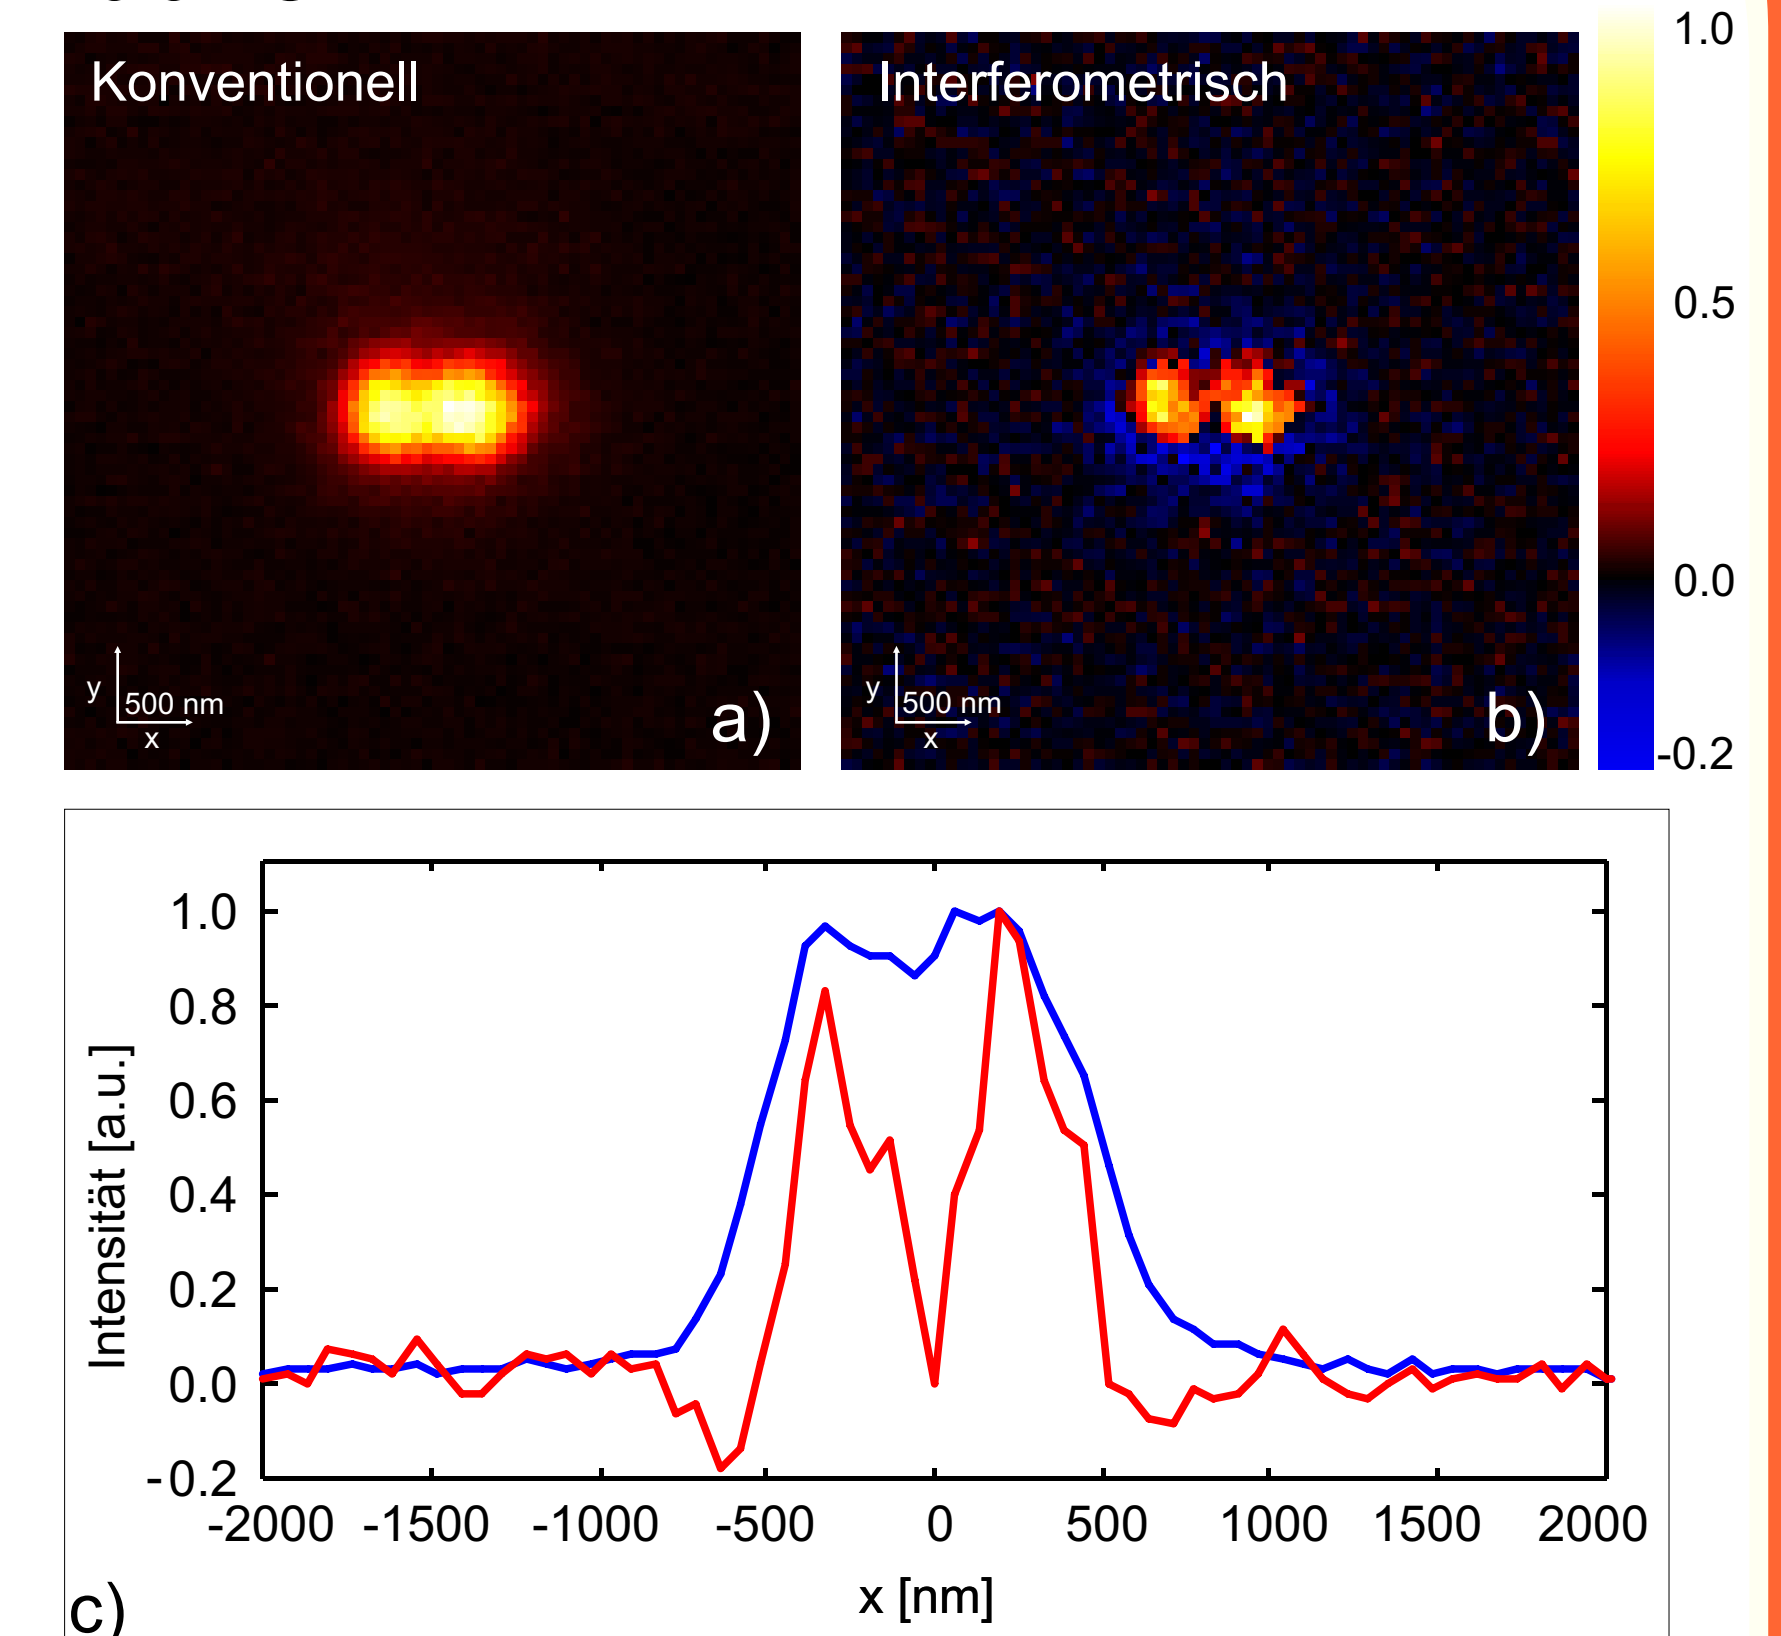 Konventionell
Interferometrisch
1.0
0.5
0.0
-0.2
y
500 nm
x
a)
y
500 nm
x
b)
1.0
0.8
0.6
0.4
0.2
0.0
-0.2
Intensität [a.u.]
-2000 -1500 -1000 -500 0 500 1000 1500 2000
x [nm]
c)